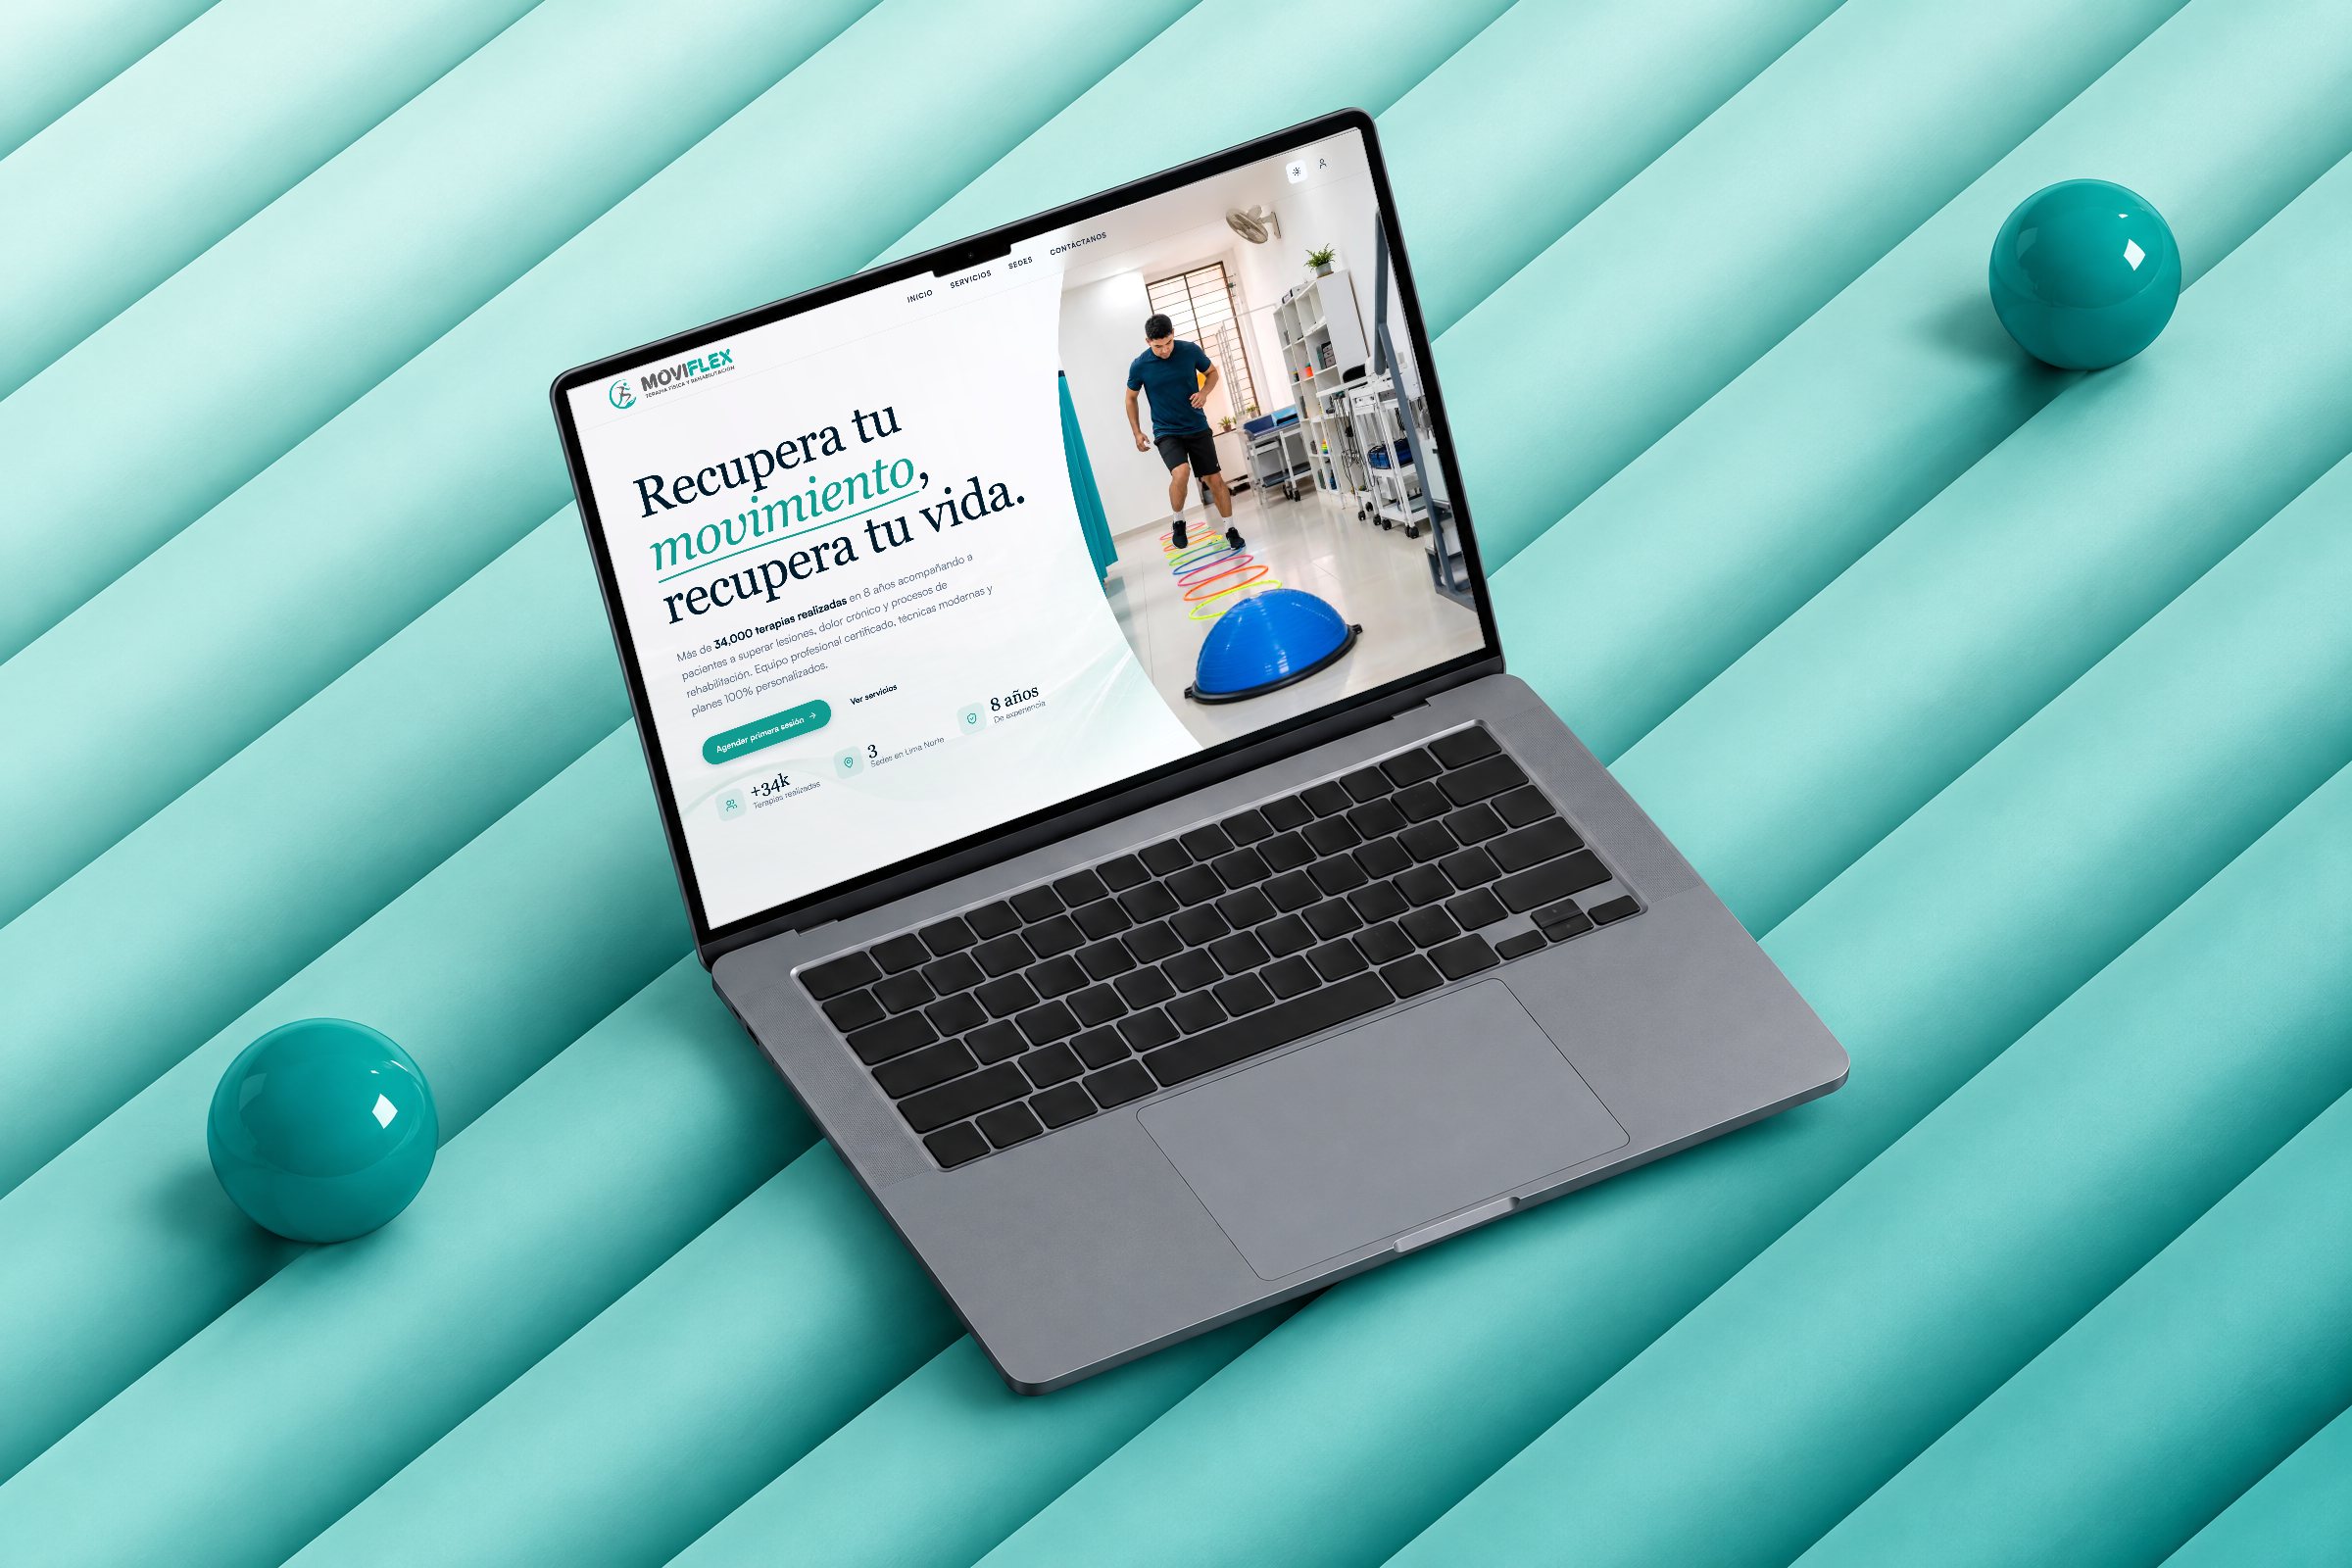 INICIO SERVICIOS SEDES CONTÁCTANOS
MOVIFLEX
TERAPIA FÍSICA Y REHABILITACIÓN
Recupera tu
movimiento,
recupera tu vida.
Más de 34,000 terapias realizadas en 8 años acompañando a
pacientes a superar lesiones, dolor crónico y procesos de
rehabilitación. Equipo profesional certificado, técnicas modernas y
planes 100% personalizados.
Agendar primera sesión →
Ver servicios
+34k
Terapias realizadas
3
Sedes en Lima Norte
8 años
De experiencia